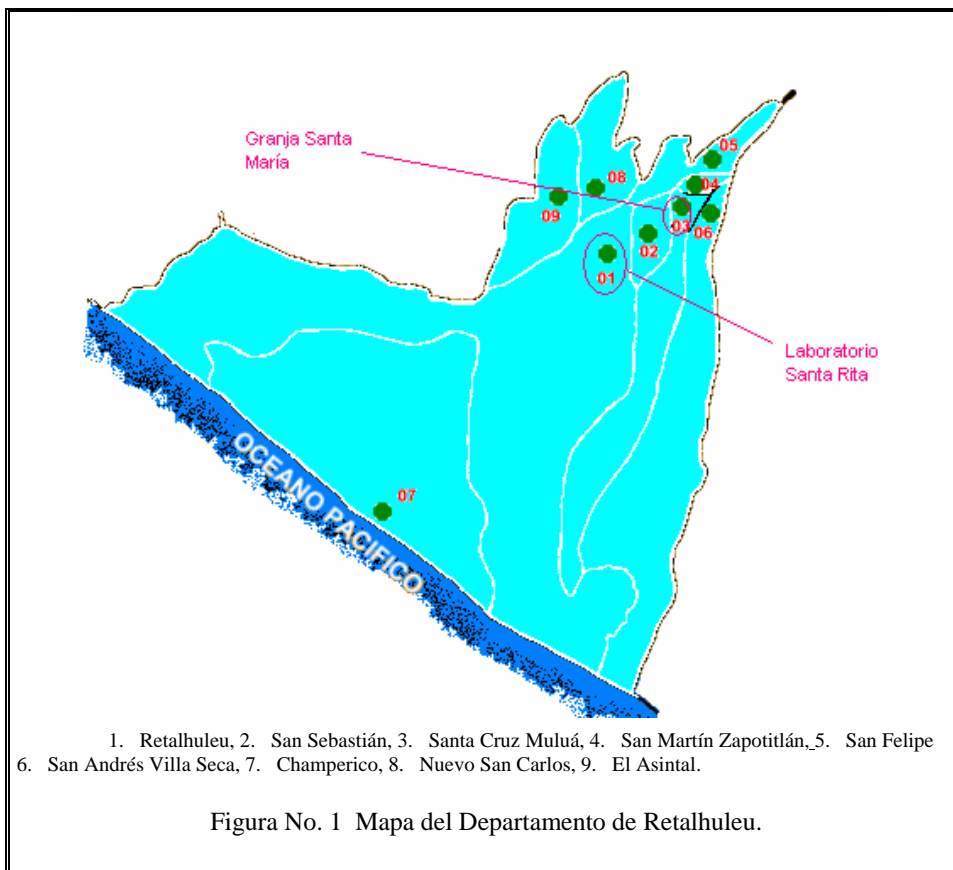 Granja Santa
María
05
08
04
09
03
06
02
01
Laboratorio
Santa Rita
07
OCEANO PACIFICO
1. Retalhuleu, 2. San Sebastián, 3. Santa Cruz Muluá, 4. San Martín Zapotitlán, 5. San Felipe
6. San Andrés Villa Seca, 7. Champerico, 8. Nuevo San Carlos, 9. El Asintal.
Figura No. 1 Mapa del Departamento de Retalhuleu.